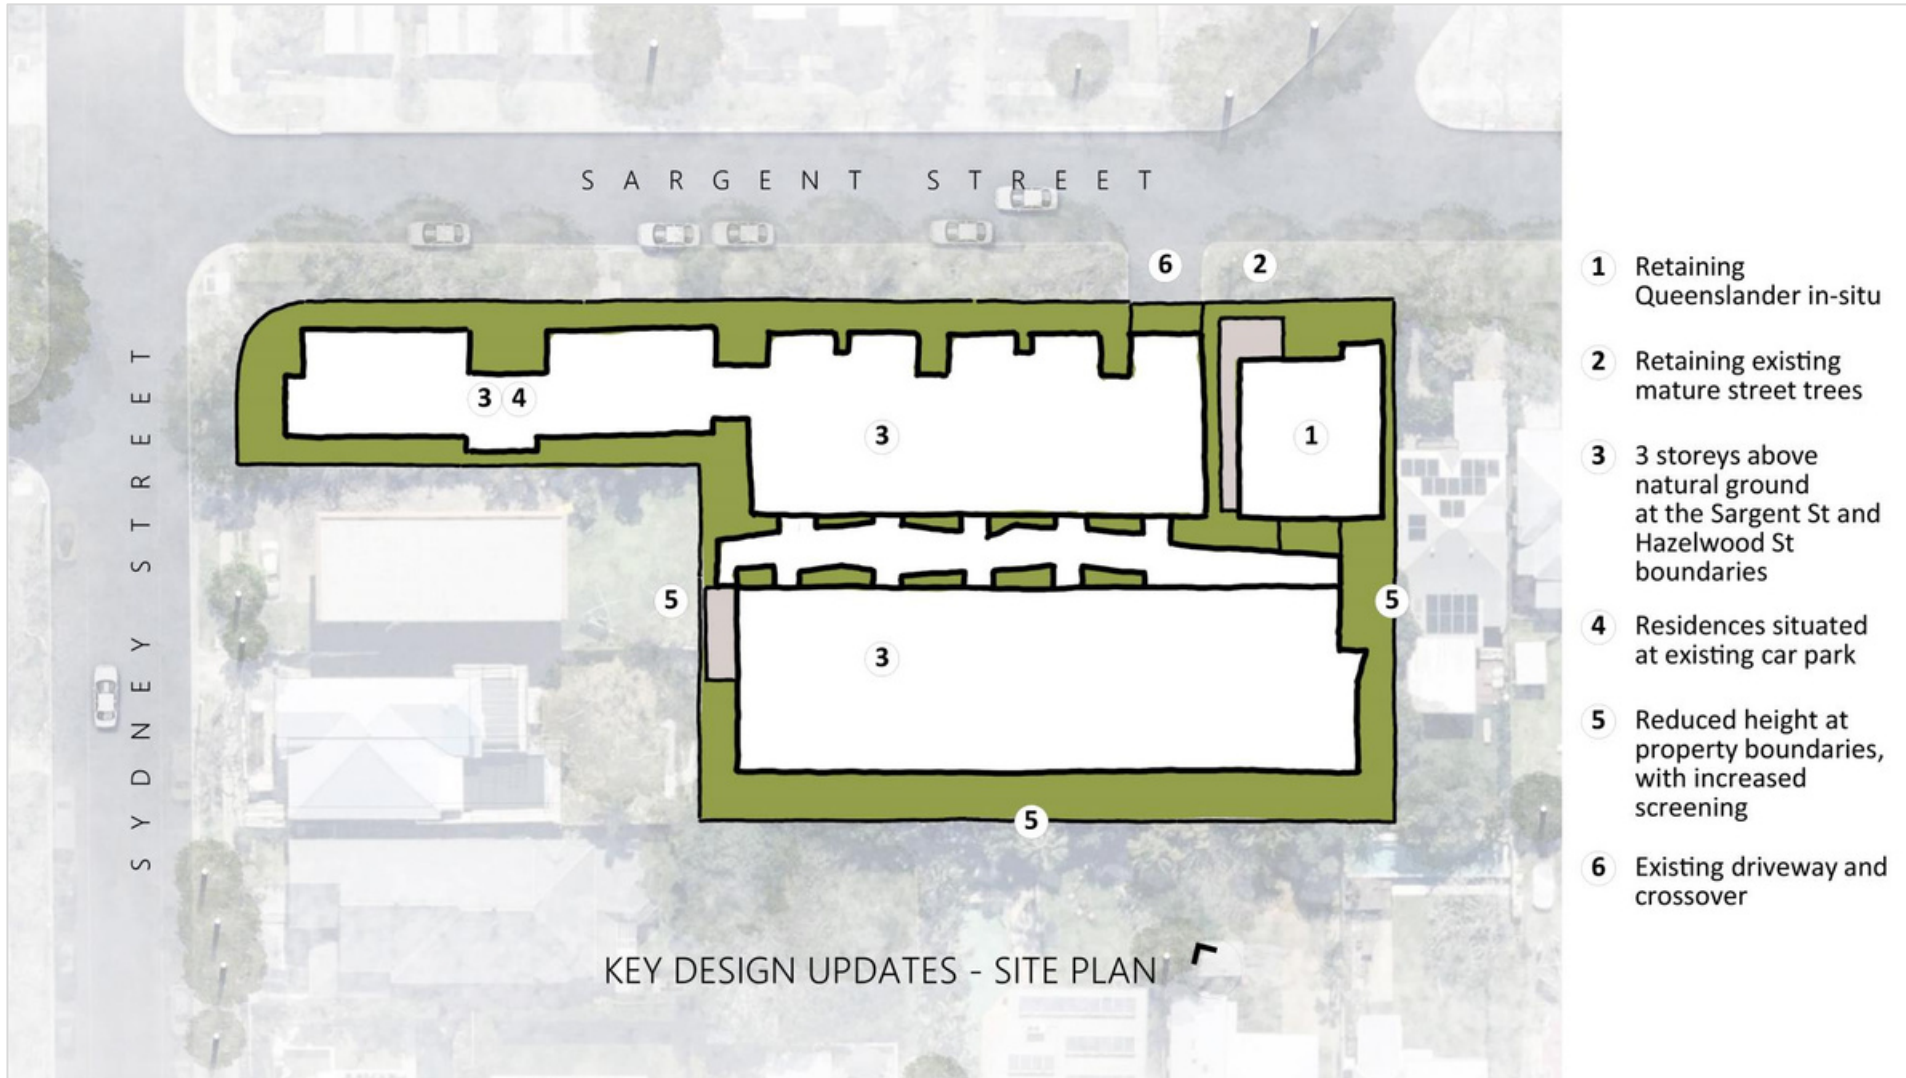 SARGENT STREET
6
2
3
4
3
1
SYDNEY STREET
5
5
3
5
KEY DESIGN UPDATES - SITE PLAN
1 Retaining
Queenslander in-situ
2 Retaining existing
mature street trees
3 3 storeys above
natural ground
at the Sargent St and
Hazelwood St
boundaries
4 Residences situated
at existing car park
5 Reduced height at
property boundaries,
with increased
screening
6 Existing driveway and
crossover